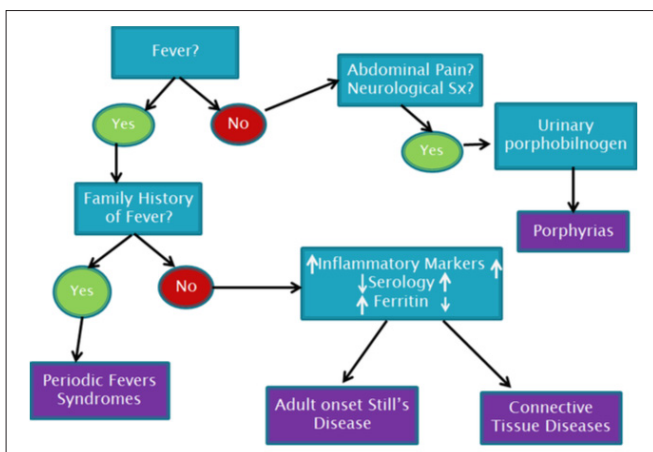 Fever?
Abdominal Pain?
Neurological Sx?
Yes
No
Yes
Urinary
porphobilnogen
Family History
of Fever?
Porphyrias
Yes
No
↑Inflammatory Markers ↑
↓Serology↑
↑Ferritin ↓
Periodic Fevers
Syndromes
Adult onset Still's
Disease
Connective
Tissue Diseases